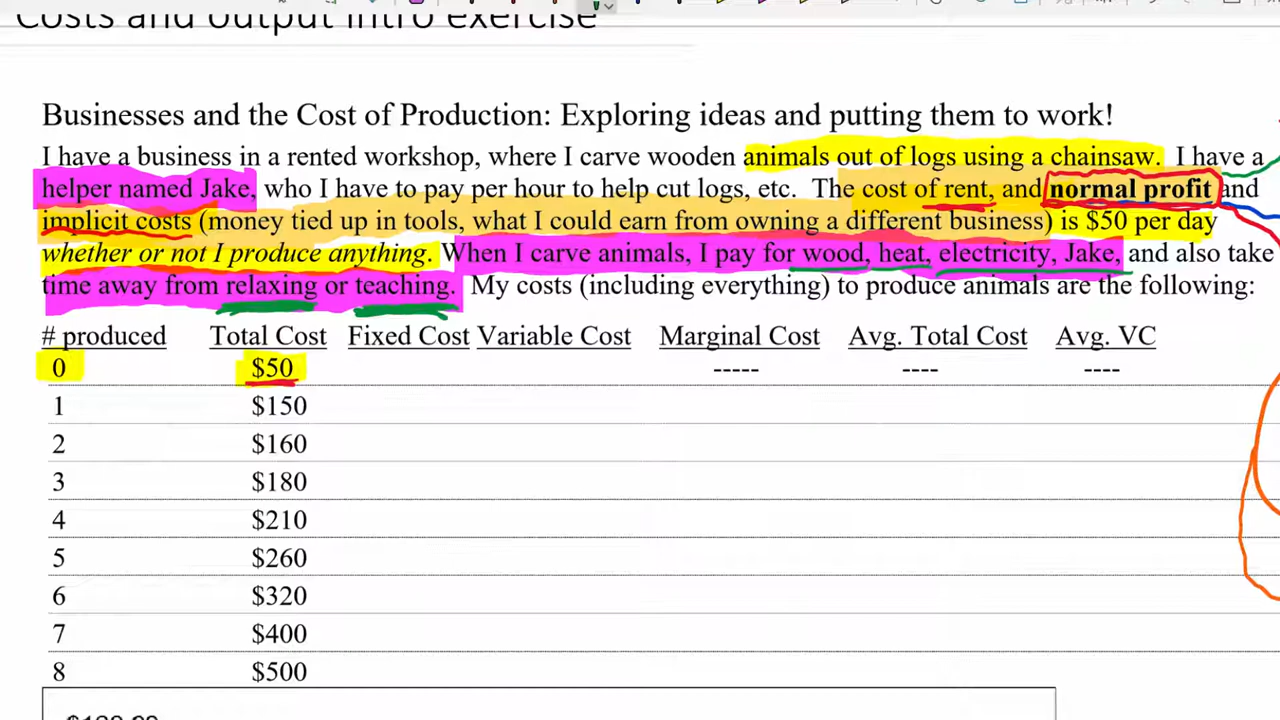 Costs and output intro exercise
Businesses and the Cost of Production: Exploring ideas and putting them to work!
I have a business in a rented workshop, where I carve wooden animals out of logs using a chainsaw. I have a
helper named Jake, who I have to pay per hour to help cut logs, etc. The cost of rent, and normal profit and
implicit costs (money tied up in tools, what I could earn from owning a different business) is $50 per day
whether or not I produce anything. When I carve animals, I pay for wood, heat, electricity, Jake, and also take
time away from relaxing or teaching. My costs (including everything) to produce animals are the following:
# produced Total Cost Fixed Cost Variable Cost Marginal Cost Avg. Total Cost Avg. VC
0 $50 ----- ---- ----
1 $150
2 $160
3 $180
4 $210
5 $260
6 $320
7 $400
8 $500